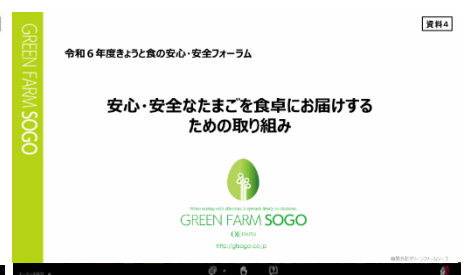 資料4
GREEN FARM SOGO
令和6年度きょうと食の安心・安全フォーラム
安心・安全なたまごを食卓にお届けする
ための取り組み
GREEN FARM SOGO
http://gfsogo.co.jp